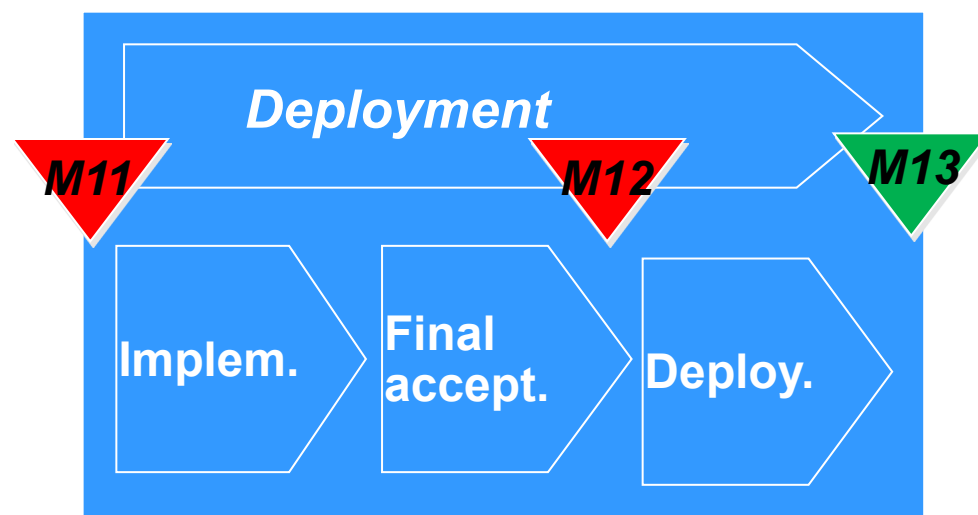 Deployment
M11
M12
M13
Implem.
Final
accept.
Deploy.